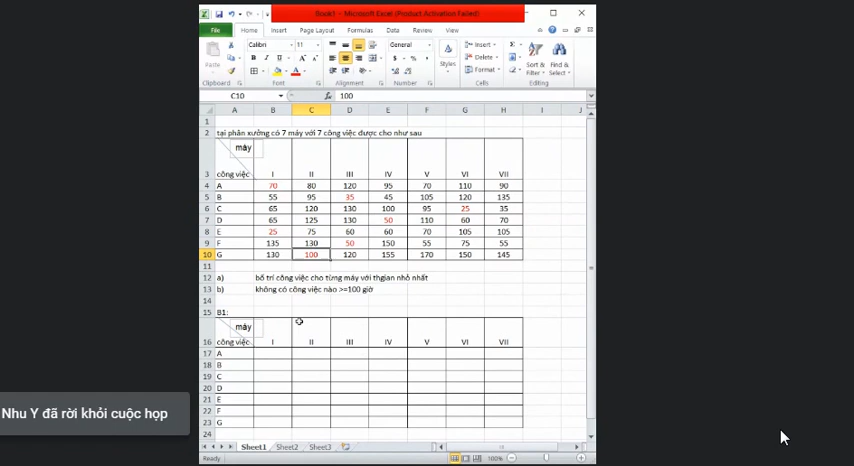 Book1 - Microsoft Excel (Product Activation Failed)
File Home Insert Page Layout Formulas Data Review View
Paste
Calibri 11
B I U
General
$ % ,
Styles
Insert
Delete
Format
Sort & Filter
Find & Select
Clipboard Font Alignment Number Cells Editing
C10 fx 100
A B C D E F G H I J
1
2 tại phân xưởng có 7 máy với 7 công việc được cho như sau
máy
3 công việc I II III IV V VI VII
4 A 70 80 120 95 70 110 90
5 B 55 95 35 45 105 120 135
6 C 65 120 130 100 95 25 35
7 D 65 125 130 50 110 60 70
8 E 25 75 60 60 70 105 105
9 F 135 130 50 150 55 75 55
10 G 130 100 120 155 170 150 145
11
12 a) bố trí công việc cho từng máy với thgian nhỏ nhất
13 b) không có công việc nào >=100 giờ
14
15 B1:
máy
16 công việc I II III IV V VI VII
17 A
18 B
19 C
20 D
21 E
22 F
23 G
24
Sheet1 Sheet2 Sheet3
Ready 100%
Nhu Y đã rời khỏi cuộc họp